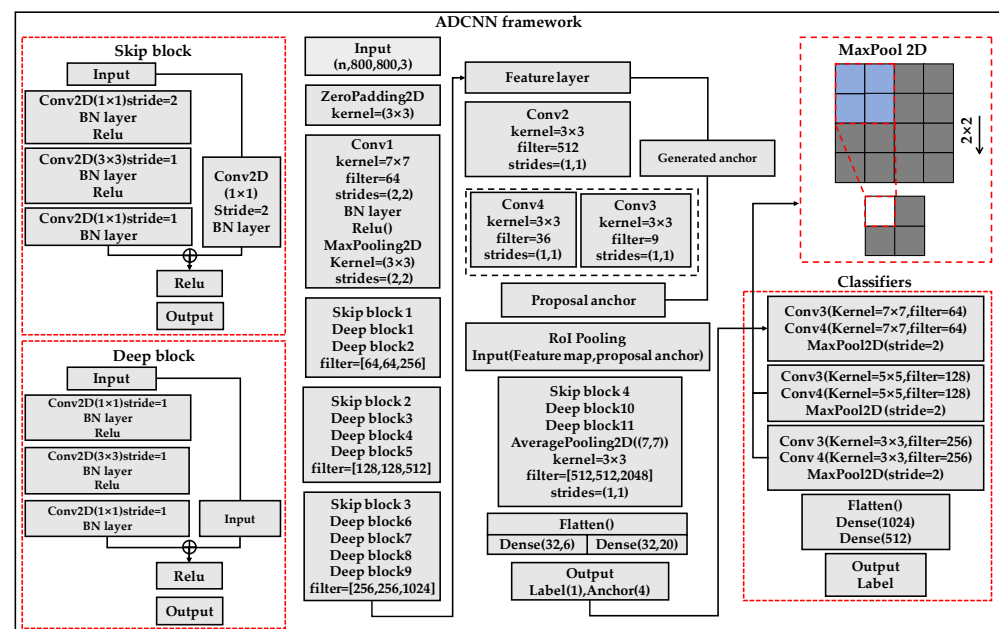 ADCNN framework
Skip block
Input
Conv2D(1×1)stride=2
BN layer
Relu
Conv2D(3×3)stride=1
BN layer
Relu
Conv2D(1×1)stride=1
BN layer
Conv2D
(1×1)
Stride=2
BN layer
Relu
Output
Deep block
Input
Conv2D(1×1)stride=1
BN layer
Relu
Conv2D(3×3)stride=1
BN layer
Relu
Conv2D(1×1)stride=1
BN layer
Input
Relu
Output
Input
(n,800,800,3)
ZeroPadding2D
kernel=(3×3)
Conv1
kernel=7×7
filter=64
strides=(2,2)
BN layer
Relu()
MaxPooling2D
Kernel=(3×3)
strides=(2,2)
Skip block 1
Deep block1
Deep block2
filter=[64,64,256]
Skip block 2
Deep block3
Deep block4
Deep block5
filter=[128,128,512]
Skip block 3
Deep block6
Deep block7
Deep block8
Deep block9
filter=[256,256,1024]
Feature layer
Conv2
kernel=3×3
filter=512
strides=(1,1)
Generated anchor
Conv4
kernel=3×3
filter=36
strides=(1,1)
Conv3
kernel=3×3
filter=9
strides=(1,1)
Proposal anchor
RoI Pooling
Input(Feature map,proposal anchor)
Skip block 4
Deep block10
Deep block11
AveragePooling2D((7,7))
kernel=3×3
filter=[512,512,2048]
strides=(1,1)
Flatten()
Dense(32,6)
Dense(32,20)
Output
Label(1),Anchor(4)
MaxPool 2D
2×2
Classifiers
Conv3(Kernel=7×7,filter=64)
Conv4(Kernel=7×7,filter=64)
MaxPool2D(stride=2)
Conv3(Kernel=5×5,filter=128)
Conv4(Kernel=5×5,filter=128)
MaxPool2D(stride=2)
Conv 3(Kernel=3×3,filter=256)
Conv 4(Kernel=3×3,filter=256)
MaxPool2D(stride=2)
Flatten()
Dense(1024)
Dense(512)
Output
Label